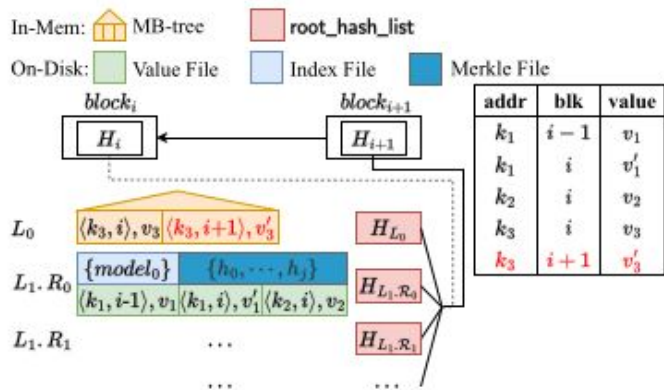 In-Mem: MB-tree root_hash_list
On-Disk: Value File Index File Merkle File
block_i block_{i+1}
H_i H_{i+1}
addr blk value
k_1 i − 1 v_1
k_1 i v'_1
k_2 i v_2
k_3 i v_3
k_3 i + 1 v'_3
L_0 ⟨k_3, i⟩, v_3 ⟨k_3, i+1⟩, v'_3 H_{L_0}
L_1.R_0 {model_0} {h_0, ⋯, h_j} H_{L_1.R_0}
⟨k_1, i-1⟩, v_1 ⟨k_1, i⟩, v'_1 ⟨k_2, i⟩, v_2
L_1.R_1 ⋯ H_{L_1.R_1}
⋯ ⋯